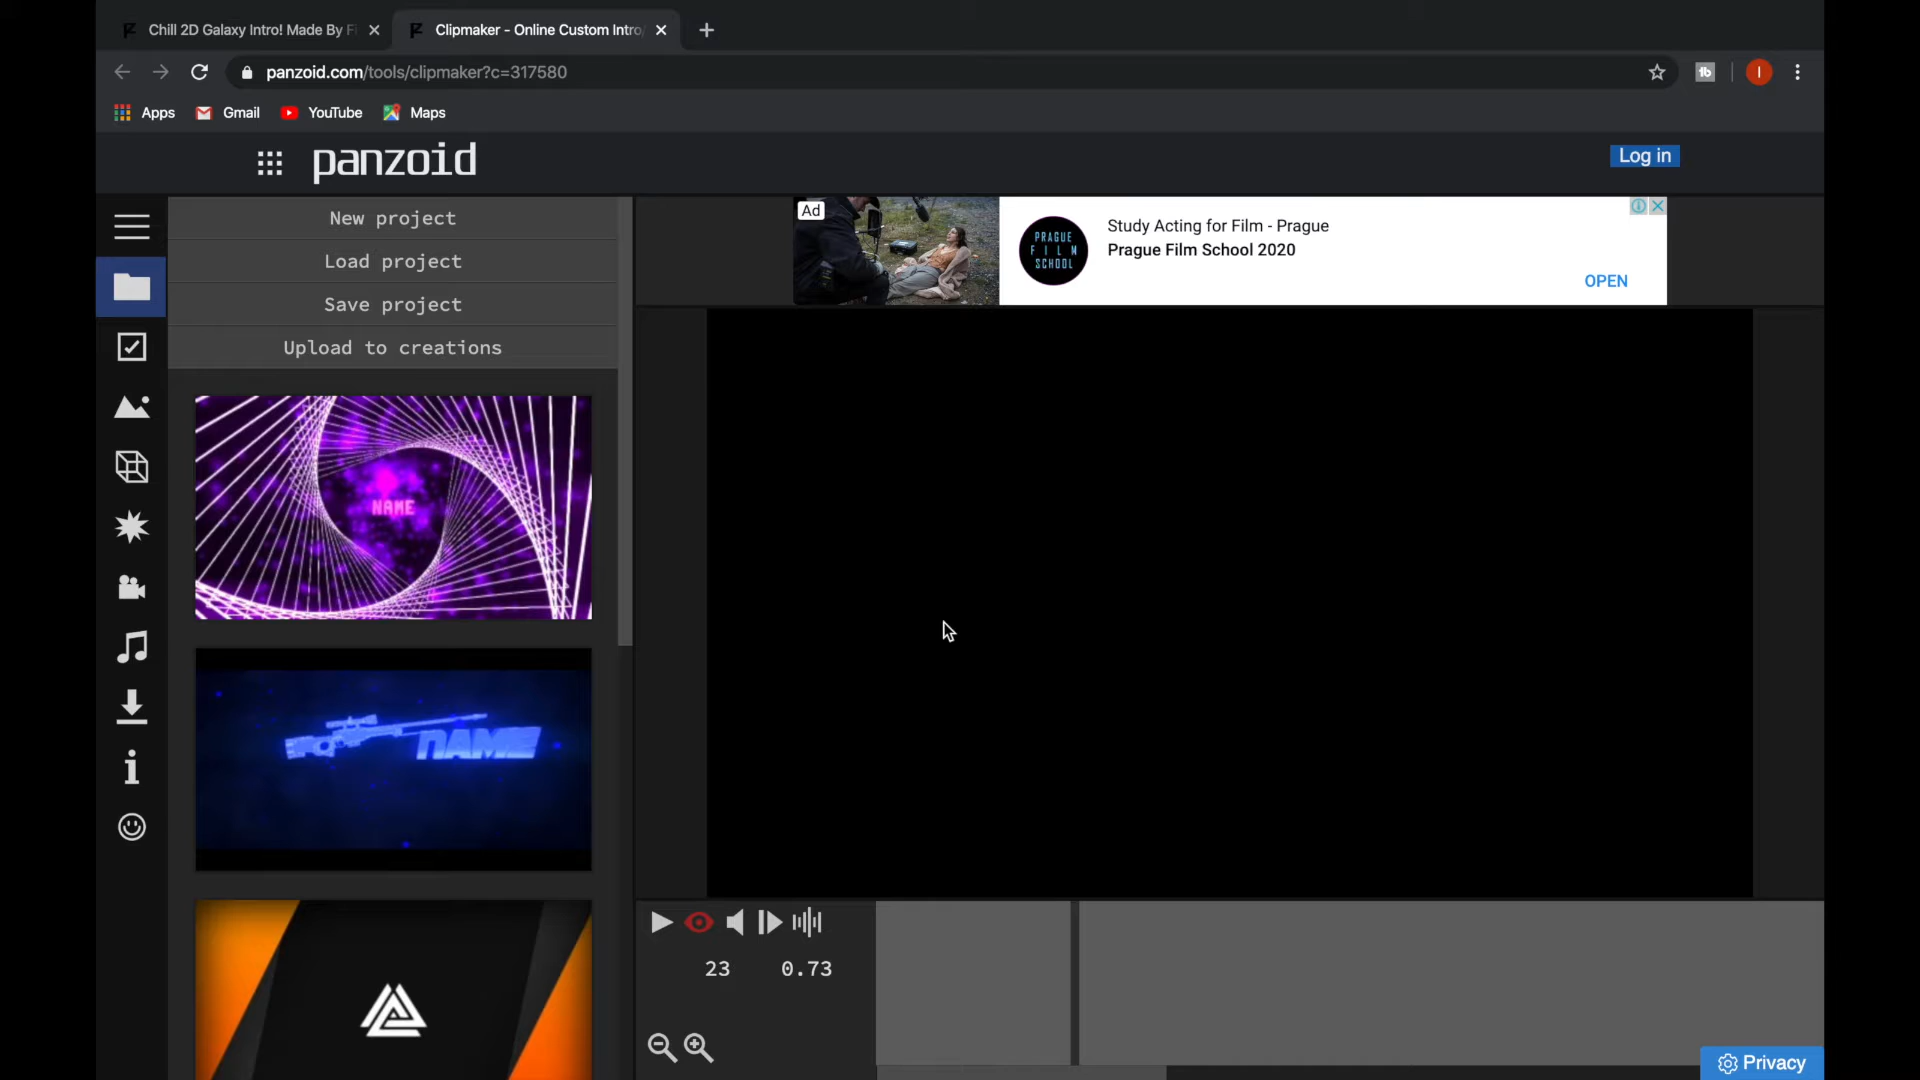 Chill 2D Galaxy Intro! Made By Fi
Clipmaker - Online Custom Intro/
panzoid.com/tools/clipmaker?c=317580
Apps
Gmail
YouTube
Maps
panzoid
Log in
New project
Load project
Save project
Upload to creations
NAME
NAME
Ad
PRAGUE
FILM
SCHOOL
Study Acting for Film - Prague
Prague Film School 2020
OPEN
23
0.73
Privacy